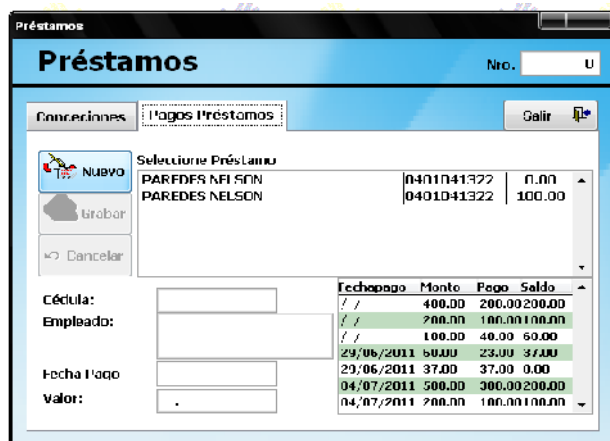 Préstamos
Préstamos
Nro. U
Conceciones Pagos Préstamos Salir
Nuevo
Grabar
Cancelar
Seleccione Préstamo
PAREDES NELSON 0401041322 0.00
PAREDES NELSON 0401041322 100.00
Cédula:
Empleado:
Fecha Pago
Valor: .
Fechapago Monto Pago Saldo
/ / 400.00 200.00 200.00
/ / 200.00 100.00 100.00
/ / 100.00 40.00 60.00
29/06/2011 60.00 23.00 37.00
29/06/2011 37.00 37.00 0.00
04/07/2011 500.00 300.00 200.00
04/07/2011 200.00 100.00 100.00